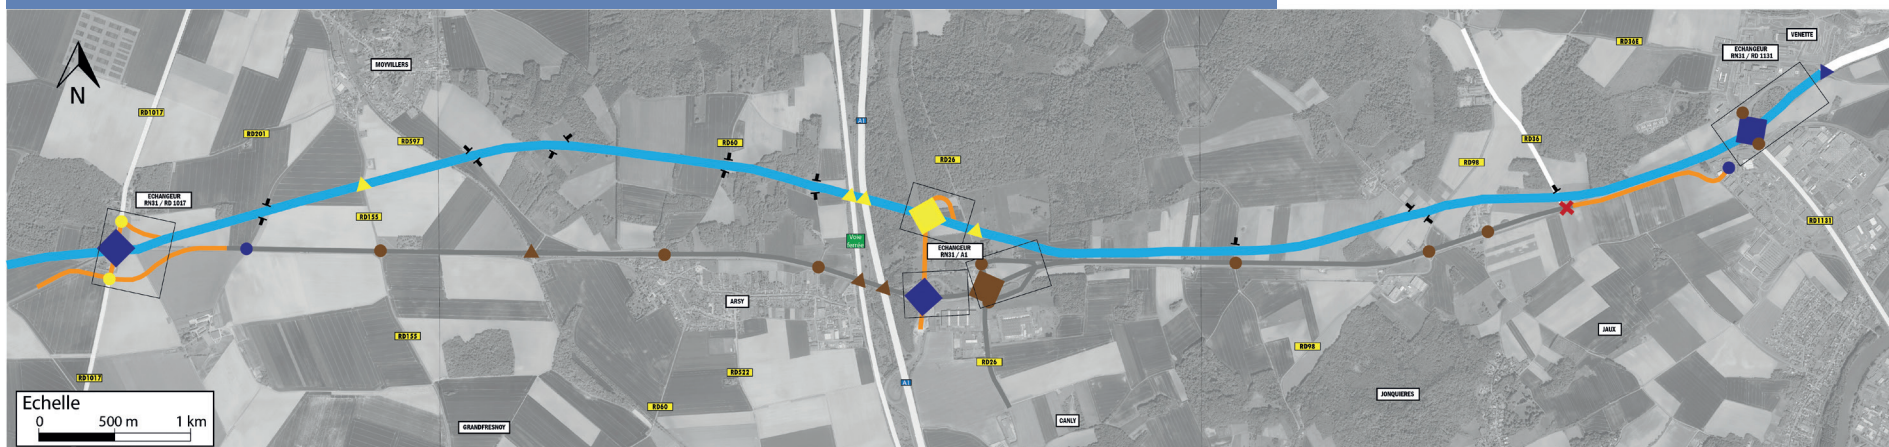 VENETTE
RD36E
ECHANGEUR
RN31 / RD 1131
MOYVILLERS
N
RD1017
A1
RD201
RD597
RD60
RD36
RD26
RD98
ECHANGEUR
RN31 / RD 1017
RD155
RD1131
Voie
ferrée
ECHANGEUR
RN31 / A1
ARSY
JAUX
RD155
RD98
RD26
RD522
RD1017
A1
JONQUIERES
Echelle
0 500 m 1 km
RD60
CANLY
GRANDFRESNOY